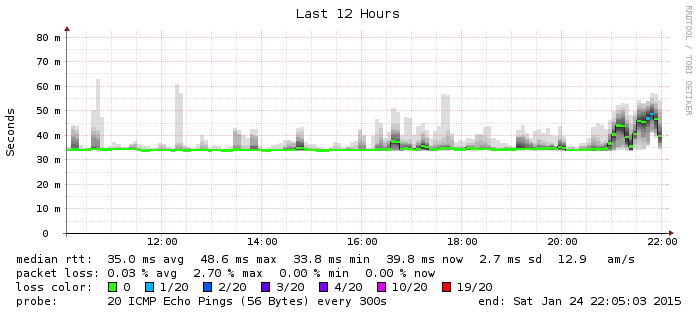 Last 12 Hours
RRDTOOL / TOBI OETIKER
Seconds
80 m
70 m
60 m
50 m
40 m
30 m
20 m
10 m
0
12:00 14:00 16:00 18:00 20:00 22:00
median rtt: 35.0 ms avg 48.6 ms max 33.8 ms min 39.8 ms now 2.7 ms sd 12.9 am/s
packet loss: 0.03 % avg 2.70 % max 0.00 % min 0.00 % now
loss color: 0 1/20 2/20 3/20 4/20 10/20 19/20
probe: 20 ICMP Echo Pings (56 Bytes) every 300s end: Sat Jan 24 22:05:03 2015